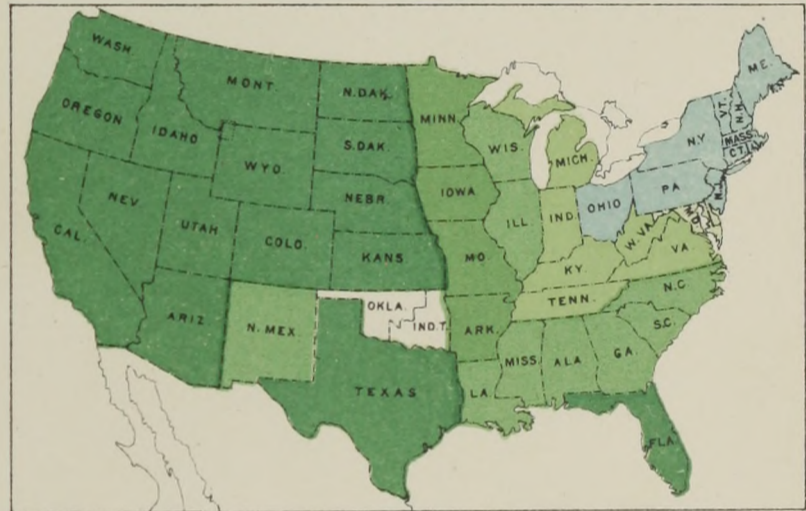 WASH
MONT.
N.DAK.
MINN.
ME.
OREGON
IDAHO
WYO.
S.DAK.
WIS.
MICH.
N.Y
VT.
N.H.
MASS.
CT.
NEV.
UTAH
COLO.
NEBR.
IOWA
ILL.
IND.
OHIO
PA
N.J.
CAL.
KANS
MO.
KY.
W.VA.
VA.
MD.
ARIZ
N.MEX.
OKLA.
IND.T.
ARK.
TENN.
N.C
S.C.
TEXAS
LA.
MISS.
ALA
GA.
FLA.